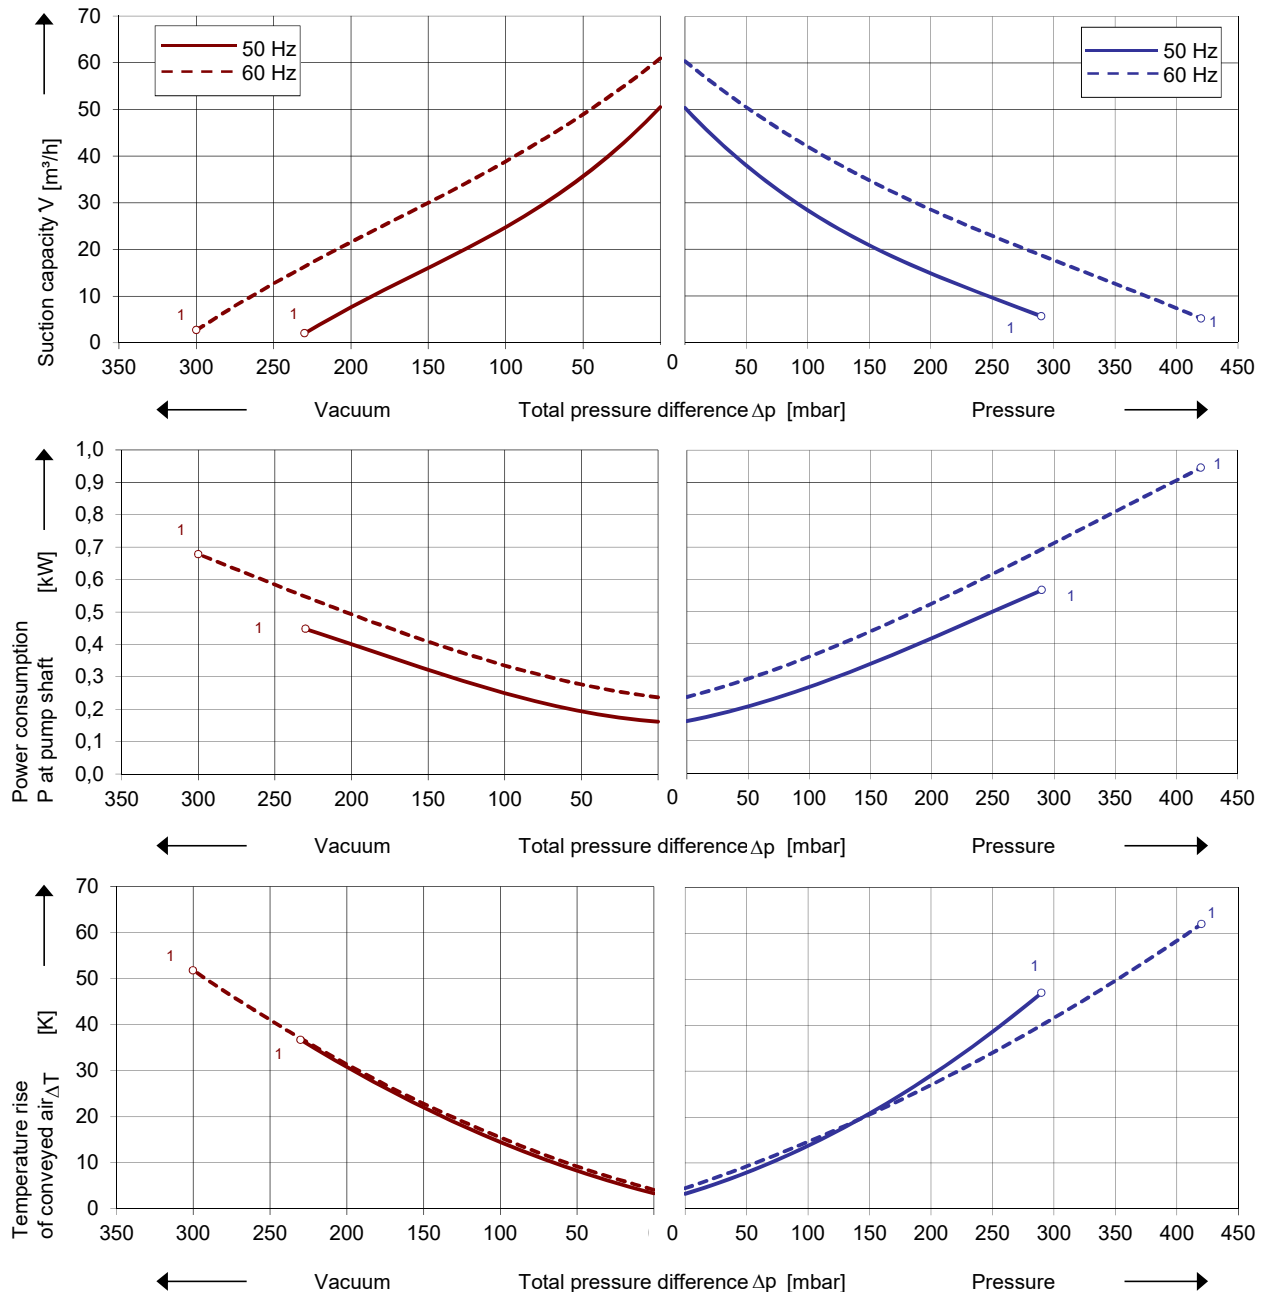 70
60
50
40
30
20
10
0
Suction capacity V̇ [m³/h]
50 Hz
60 Hz
50 Hz
60 Hz
1
1
1
1
350 300 250 200 150 100 50 0 50 100 150 200 250 300 350 400 450
Vacuum Total pressure difference Δp [mbar] Pressure
1,0
0,9
0,8
0,7
0,6
0,5
0,4
0,3
0,2
0,1
0,0
Power consumption
P at pump shaft [kW]
1
1
1
1
350 300 250 200 150 100 50 0 50 100 150 200 250 300 350 400 450
Vacuum Total pressure difference Δp [mbar] Pressure
70
60
50
40
30
20
10
0
Temperature rise
of conveyed air ΔT [K]
1
1
1
1
350 300 250 200 150 100 50 0 50 100 150 200 250 300 350 400 450
Vacuum Total pressure difference Δp [mbar] Pressure